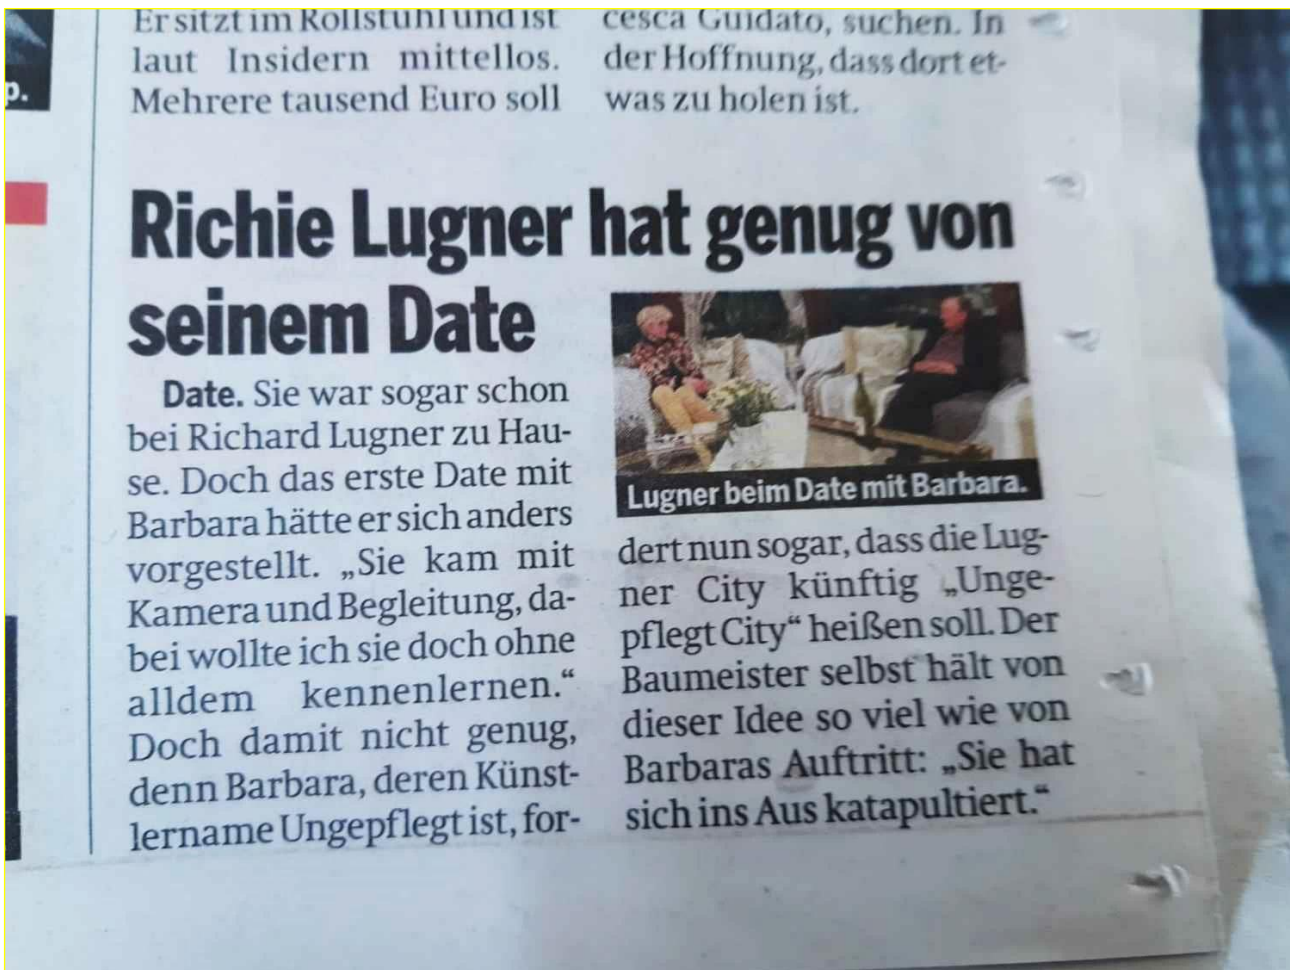 p.
Er sitzt im Rollstuhl und ist
laut Insidern mittellos.
Mehrere tausend Euro soll
cesca Guidato, suchen. In
der Hoffnung, dass dort et-
was zu holen ist.
Richie Lugner hat genug von
seinem Date
Date. Sie war sogar schon
bei Richard Lugner zu Hau-
se. Doch das erste Date mit
Barbara hätte er sich anders
vorgestellt. „Sie kam mit
Kamera und Begleitung, da-
bei wollte ich sie doch ohne
alldem kennenlernen.“
Doch damit nicht genug,
denn Barbara, deren Künst-
lername Ungepflegt ist, for-
Lugner beim Date mit Barbara.
dert nun sogar, dass die Lug-
ner City künftig „Unge-
pflegt City“ heißen soll. Der
Baumeister selbst hält von
dieser Idee so viel wie von
Barbaras Auftritt: „Sie hat
sich ins Aus katapultiert.“